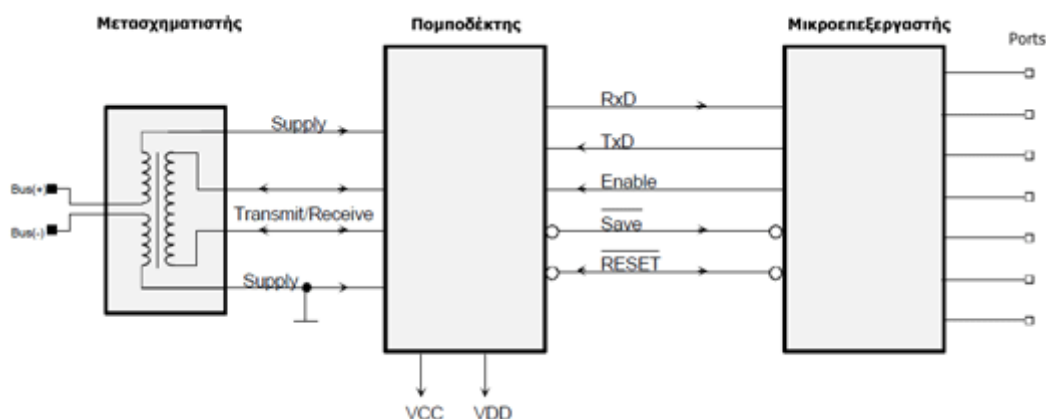 Μετασχηματιστής
Πομποδέκτης
Μικροεπεξεργαστής
Ports
RxD
Supply
TxD
Bus(+)
Enable
Transmit/Receive
Save
Bus(-)
RESET
Supply
VCC
VDD